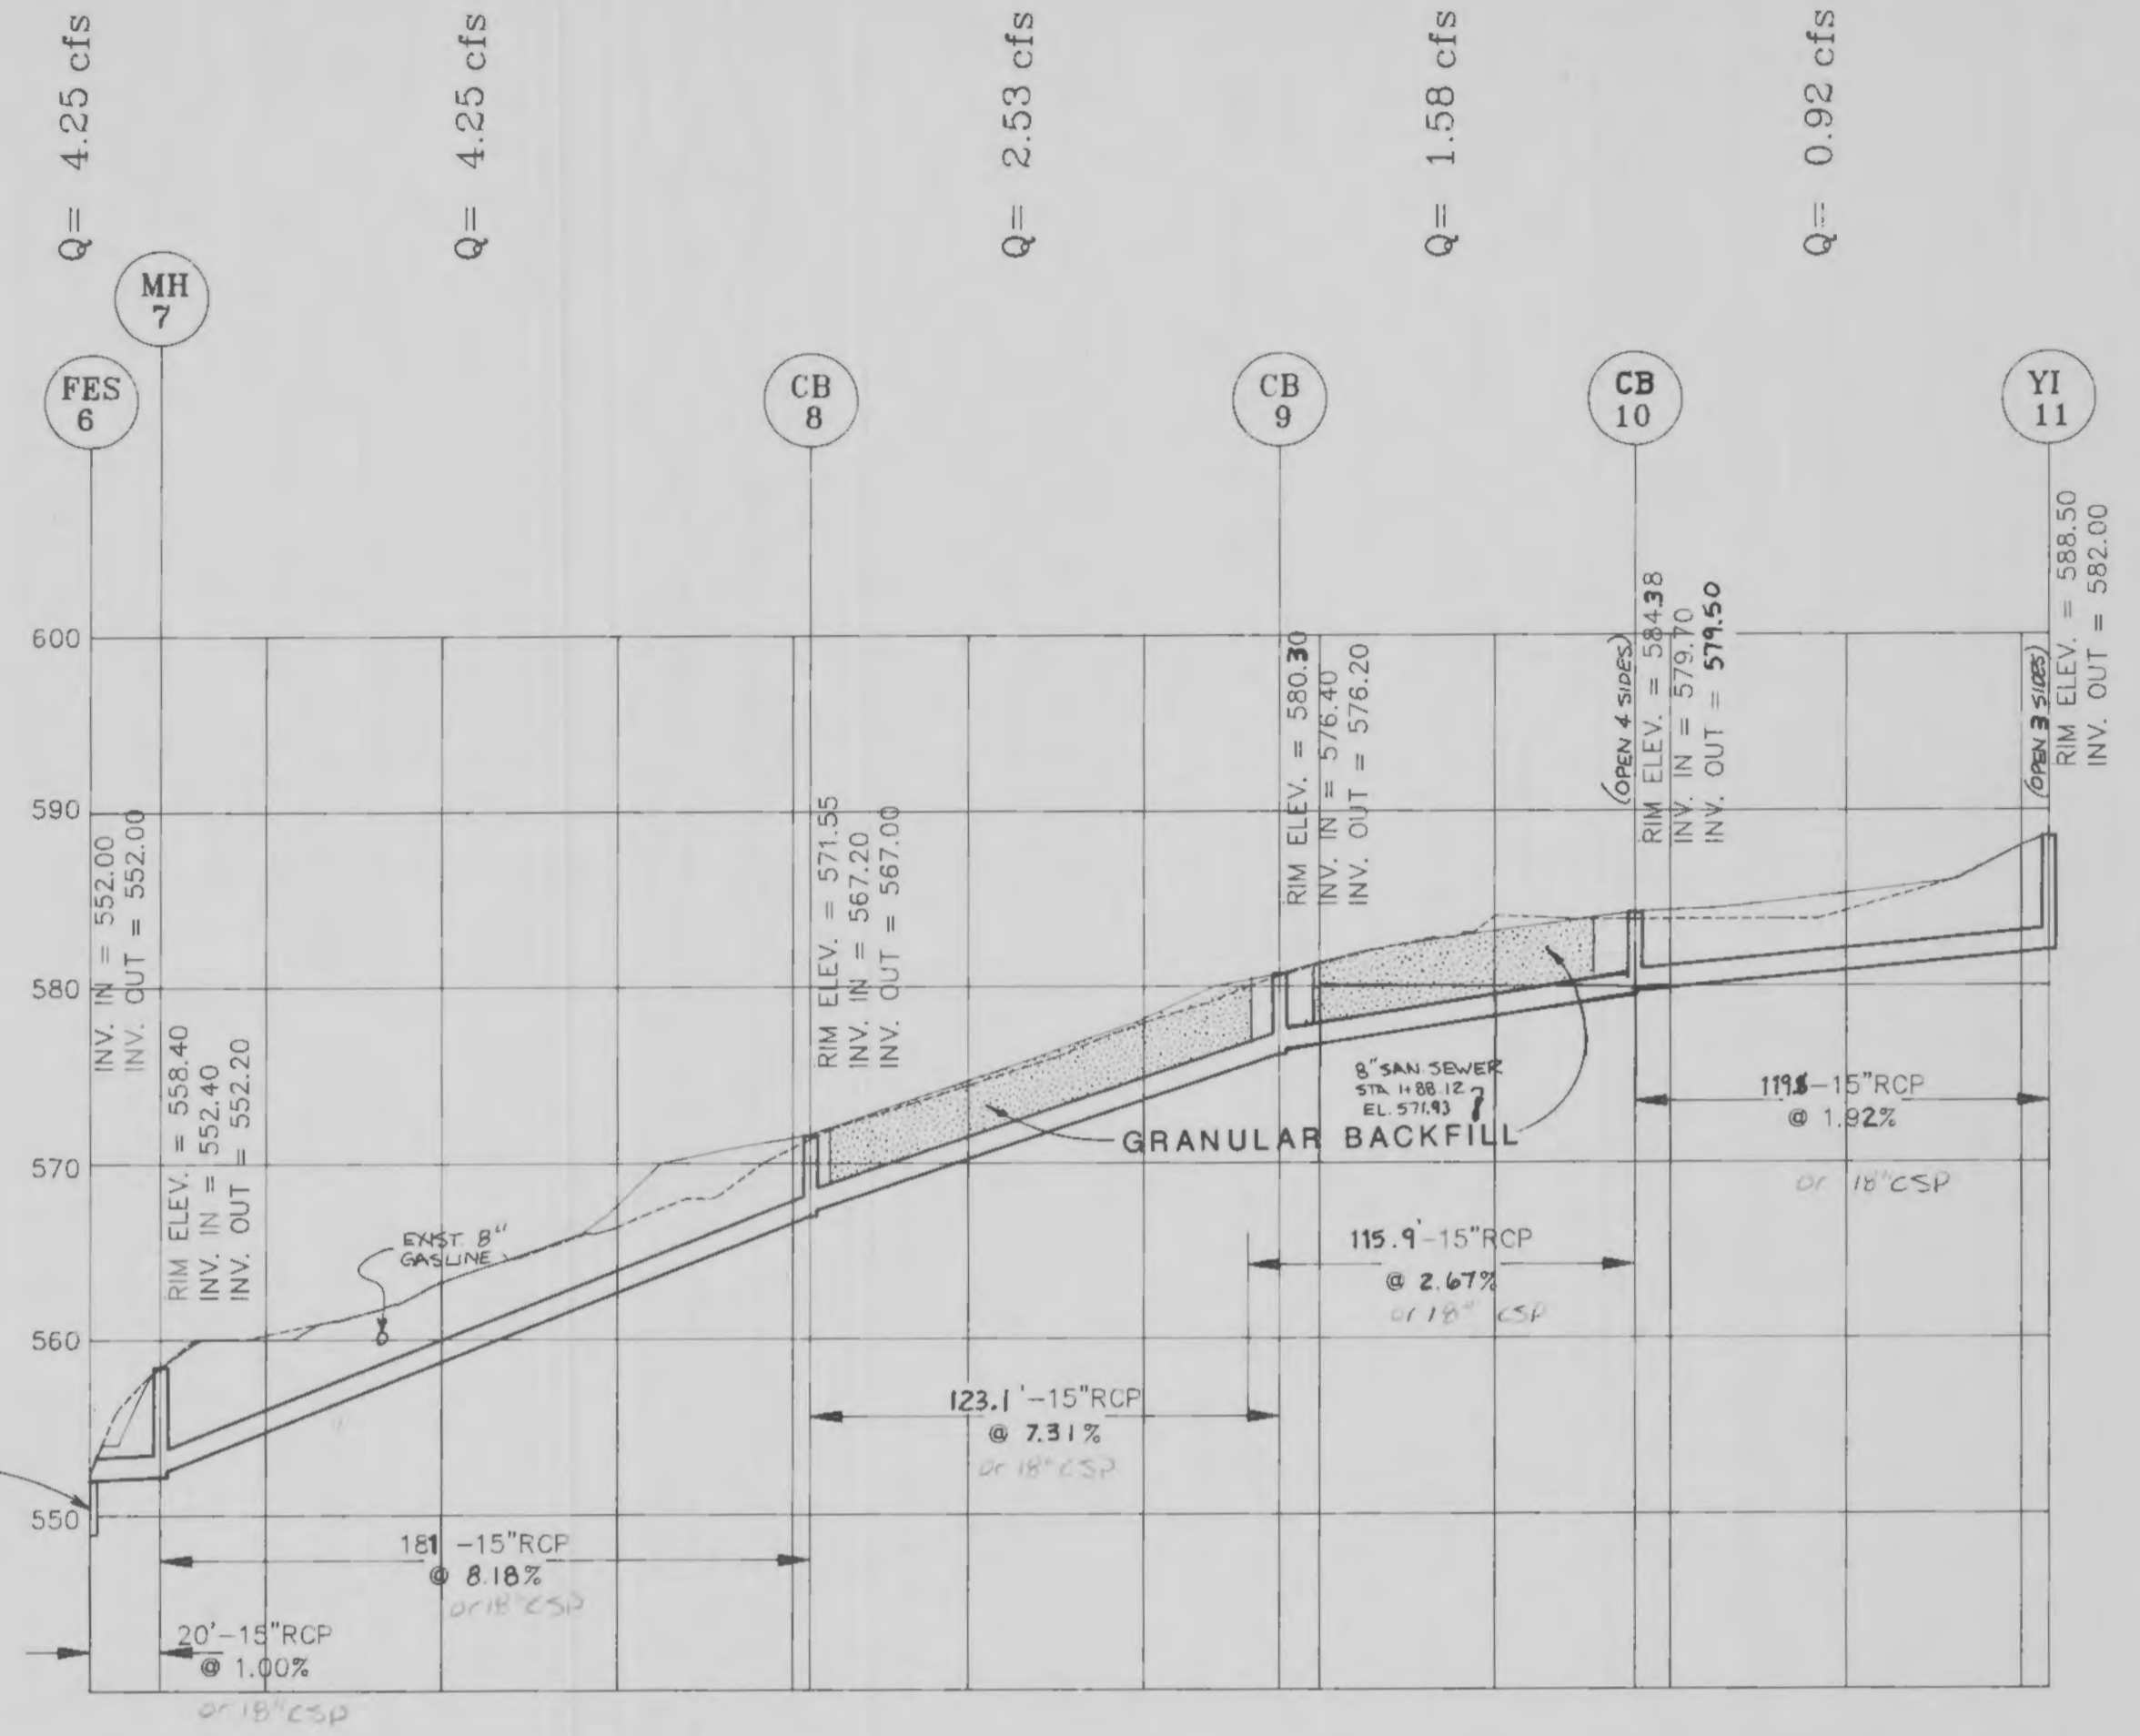 Q= 4.25 cfs
Q= 4.25 cfs
Q= 2.53 cfs
Q= 1.58 cfs
Q= 0.92 cfs
MH
7
FES
6
CB
8
CB
9
CB
10
YI
11
600
590
580
570
560
550
INV. IN = 552.00
INV. OUT = 552.00
RIM ELEV. = 558.40
INV. IN = 552.40
INV. OUT = 552.20
RIM ELEV. = 571.55
INV. IN = 567.20
INV. OUT = 567.00
RIM ELEV. = 580.30
INV. IN = 576.40
INV. OUT = 576.20
(OPEN 4 SIDES)
RIM ELEV. = 584.38
INV. IN = 579.70
INV. OUT = 579.50
(OPEN 3 SIDES)
RIM ELEV. = 588.50
INV. OUT = 582.00
EXIST. 8"
GASLINE
8" SAN. SEWER
STA 1+88.12
EL. 571.93
GRANULAR BACKFILL
-15"RCP
@ 1.92%
or 18" CSP
115.9'-15"RCP
@ 2.67%
or 18" CSP
123.1'-15"RCP
@ 7.31%
or 18" CSP
181 -15"RCP
@ 8.18%
or 18" CSP
20'-15"RCP
@ 1.00%
or 18" CSP